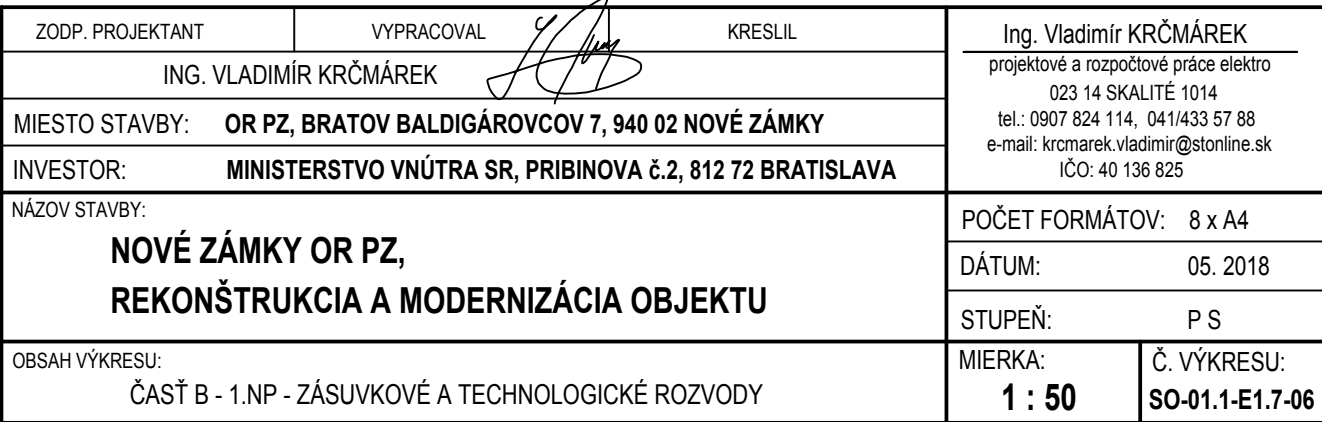 ZODP. PROJEKTANT VYPRACOVAL KRESLIL
ING. VLADIMÍR KRČMÁREK
MIESTO STAVBY: OR PZ, BRATOV BALDIGÁROVCOV 7, 940 02 NOVÉ ZÁMKY
INVESTOR: MINISTERSTVO VNÚTRA SR, PRIBINOVA č.2, 812 72 BRATISLAVA
NÁZOV STAVBY:
NOVÉ ZÁMKY OR PZ,
REKONŠTRUKCIA A MODERNIZÁCIA OBJEKTU
OBSAH VÝKRESU:
ČASŤ B - 1.NP - ZÁSUVKOVÉ A TECHNOLOGICKÉ ROZVODY
Ing. Vladimír KRČMÁREK
projektové a rozpočtové práce elektro
023 14 SKALITÉ 1014
tel.: 0907 824 114, 041/433 57 88
e-mail: krcmarek.vladimir@stonline.sk
IČO: 40 136 825
POČET FORMÁTOV: 8 x A4
DÁTUM: 05. 2018
STUPEŇ: P S
MIERKA:
1 : 50
Č. VÝKRESU:
SO-01.1-E1.7-06